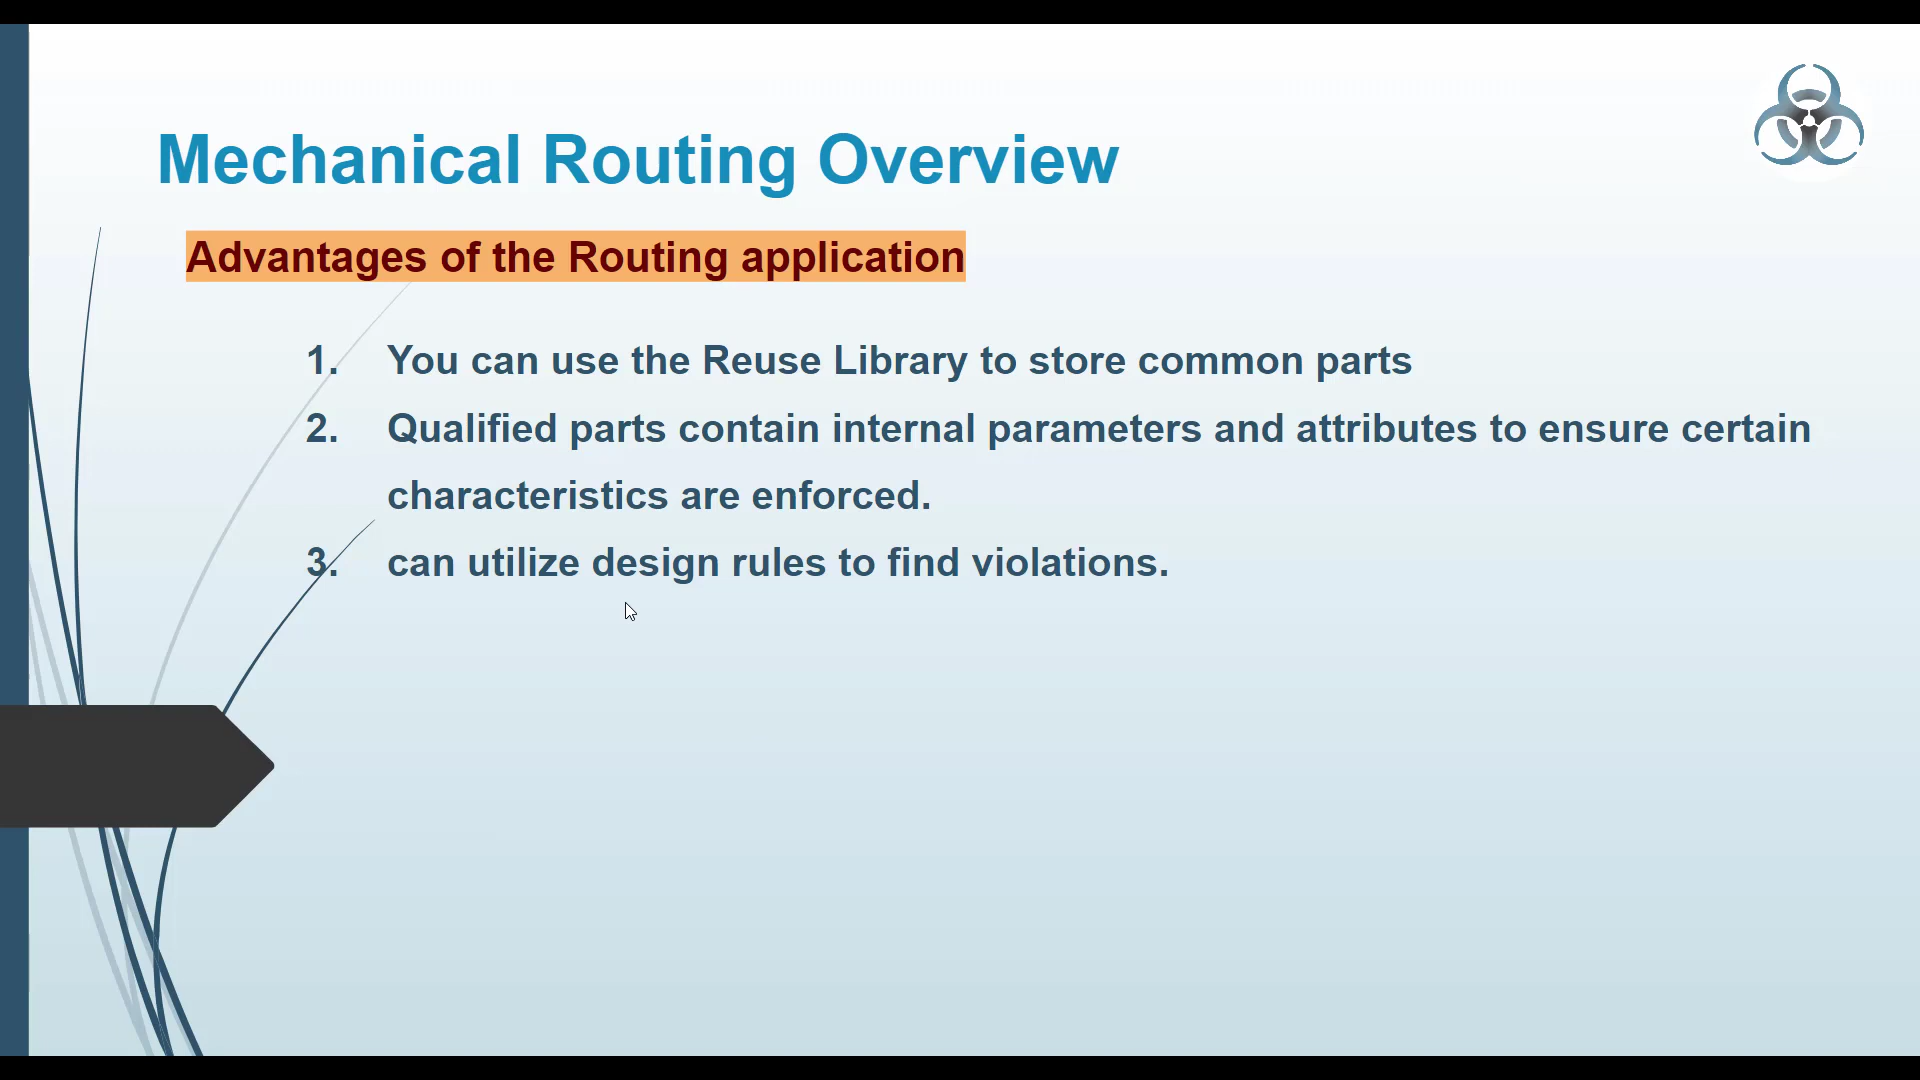 Mechanical Routing Overview
Advantages of the Routing application
1. You can use the Reuse Library to store common parts
2. Qualified parts contain internal parameters and attributes to ensure certain
characteristics are enforced.
3. can utilize design rules to find violations.